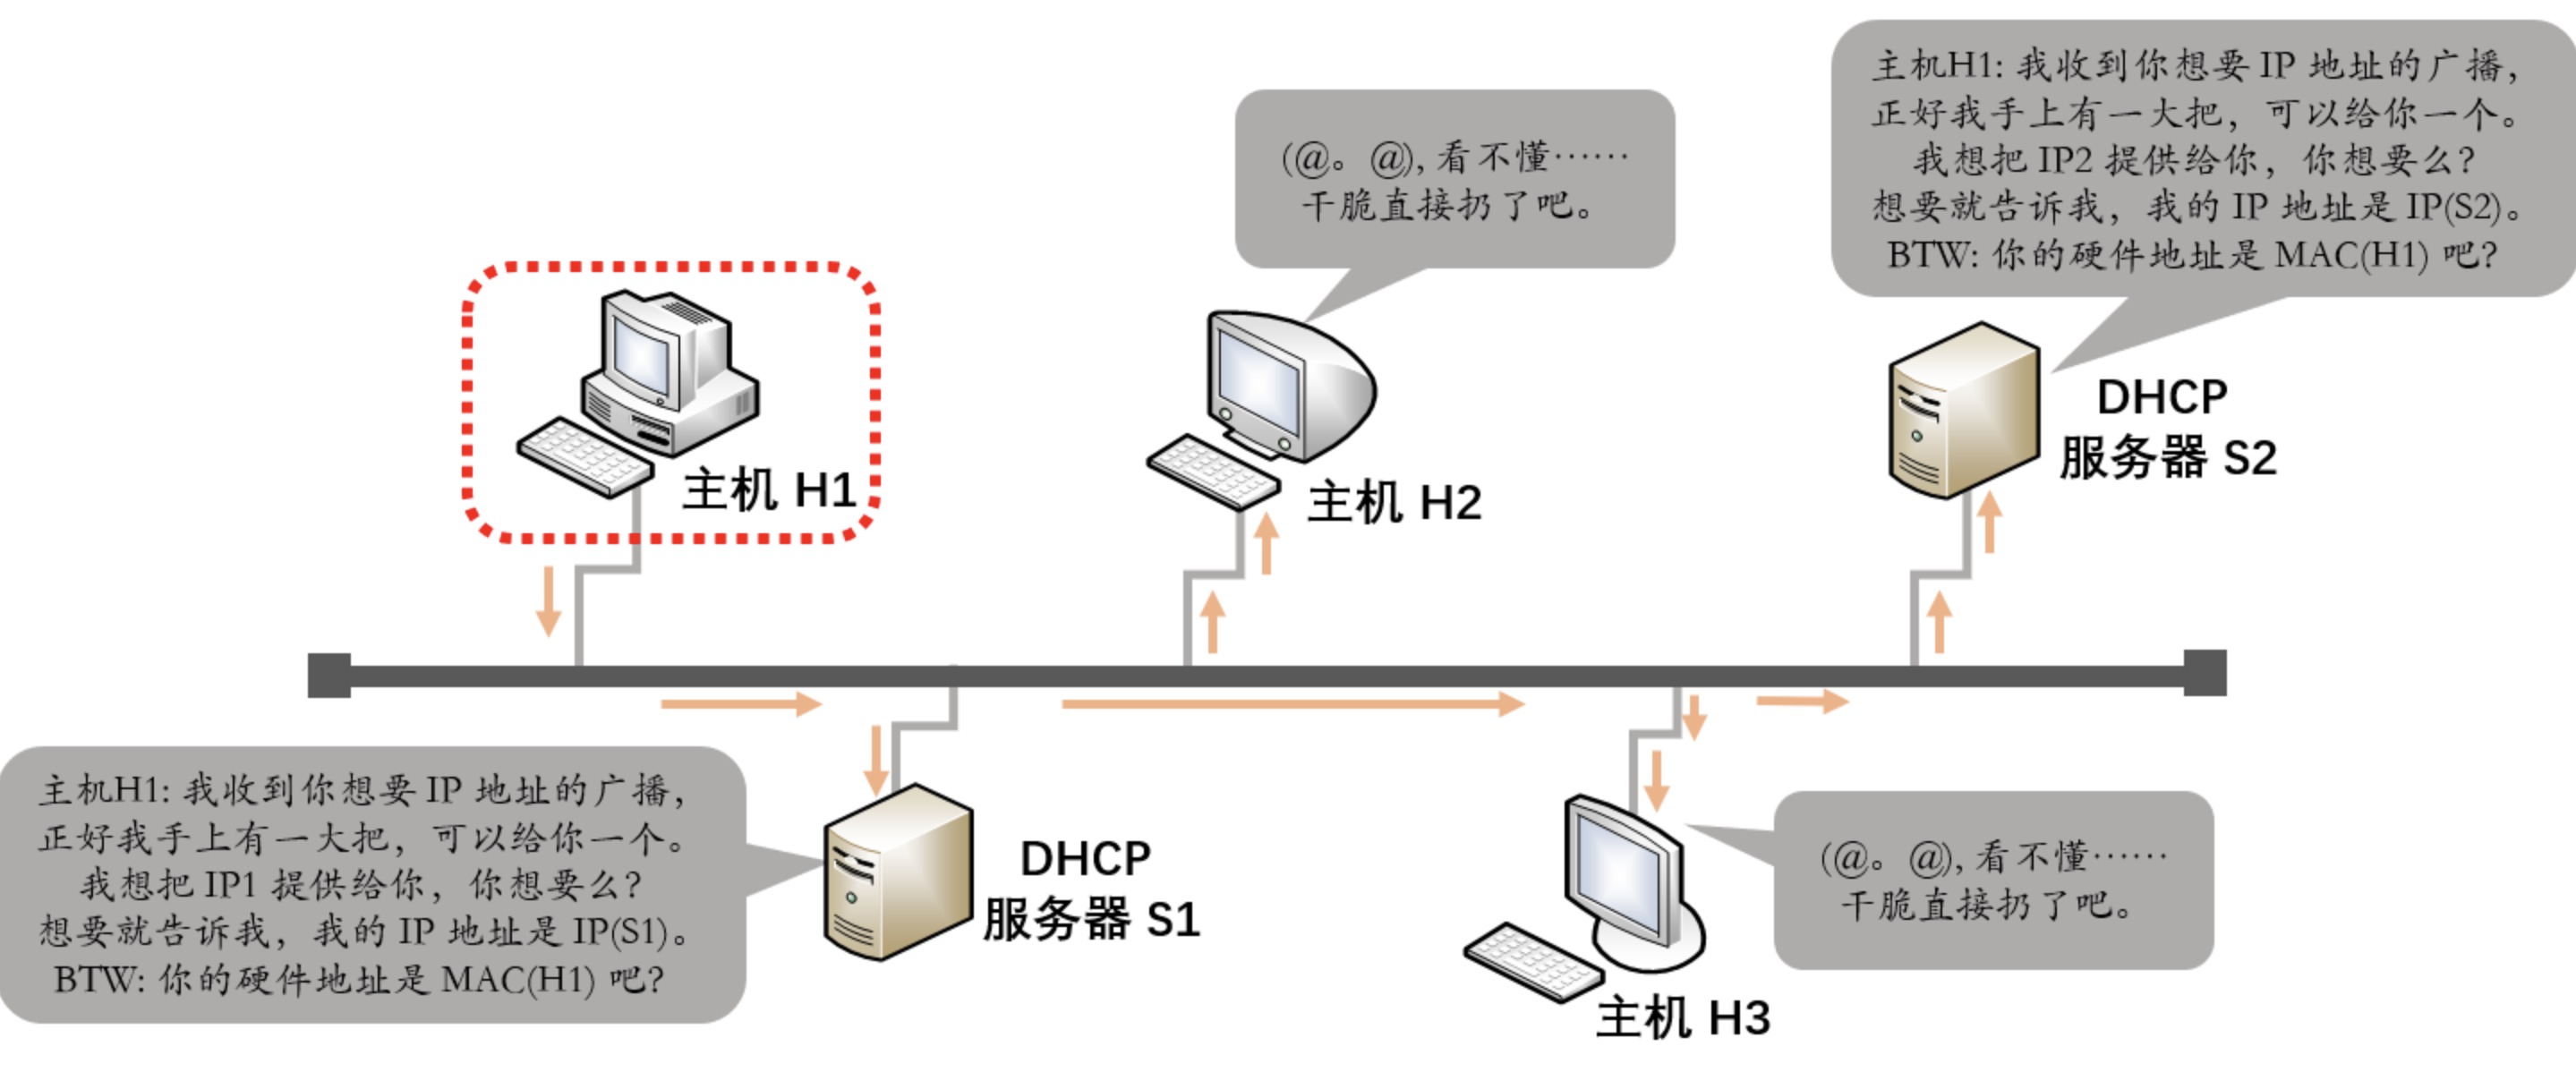 主机H1: 我收到你想要 IP 地址的广播，
正好我手上有一大把，可以给你一个。
我想把 IP2 提供给你，你想要么？
想要就告诉我，我的 IP 地址是 IP(S2)。
BTW: 你的硬件地址是 MAC(H1) 吧？
(@。@), 看不懂……
干脆直接扔了吧。
主机 H1
主机 H2
DHCP
服务器 S2
主机H1: 我收到你想要 IP 地址的广播，
正好我手上有一大把，可以给你一个。
我想把 IP1 提供给你，你想要么？
想要就告诉我，我的 IP 地址是 IP(S1)。
BTW: 你的硬件地址是 MAC(H1) 吧？
DHCP
服务器 S1
(@。@), 看不懂……
干脆直接扔了吧。
主机 H3